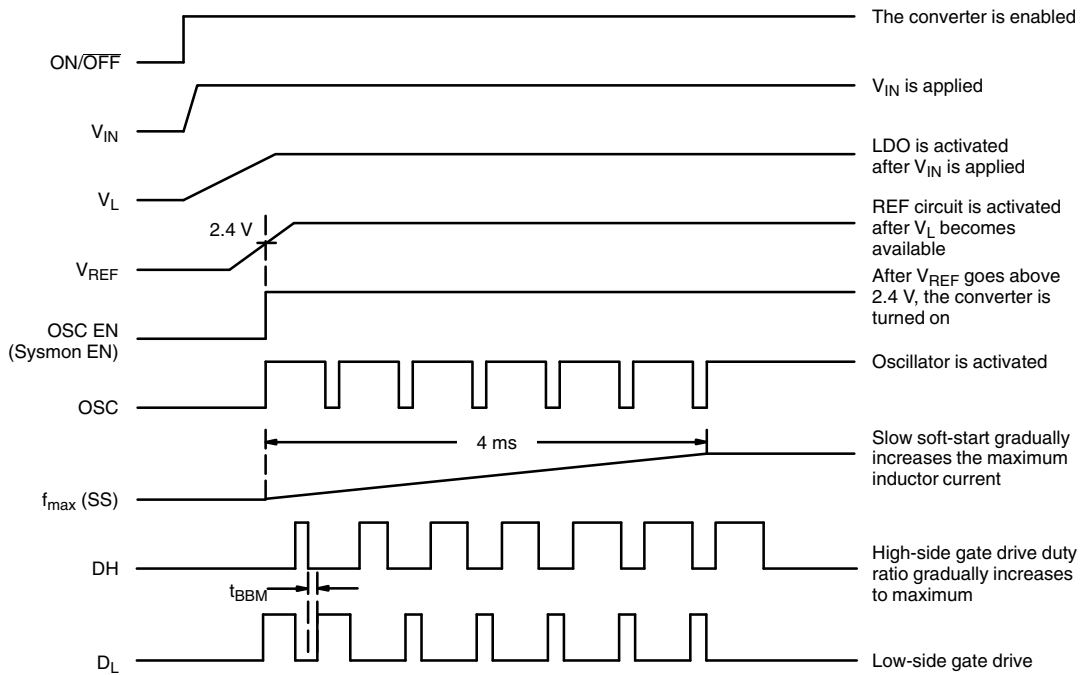 The converter is enabled
ON/OFF
V_IN is applied
V_IN
LDO is activated
after V_IN is applied
V_L
REF circuit is activated
after V_L becomes
available
2.4 V
V_REF
After V_REF goes above
2.4 V, the converter is
turned on
OSC EN
(Sysmon EN)
Oscillator is activated
OSC
4 ms
Slow soft-start gradually
increases the maximum
inductor current
f_max (SS)
DH
High-side gate drive duty
ratio gradually increases
to maximum
t_BBM
D_L
Low-side gate drive